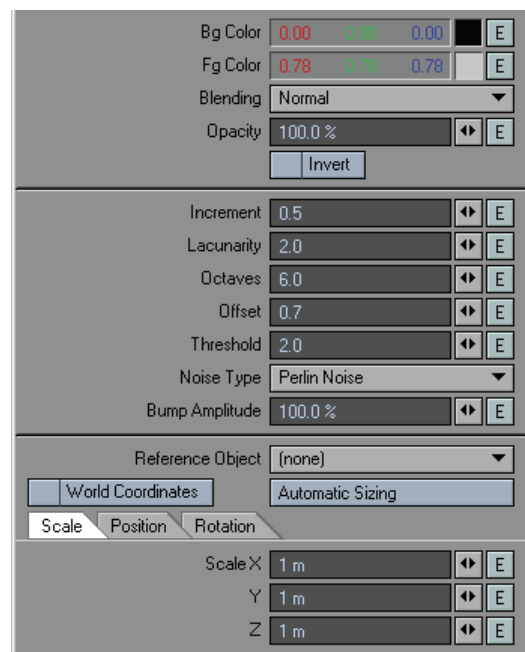 Bg Color 0.00 0.00 0.00 E
Fg Color 0.78 0.78 0.78 E
Blending Normal
Opacity 100.0 % E
Invert
Increment 0.5 E
Lacunarity 2.0 E
Octaves 6.0 E
Offset 0.7 E
Threshold 2.0 E
Noise Type Perlin Noise
Bump Amplitude 100.0 % E
Reference Object (none)
World Coordinates Automatic Sizing
Scale Position Rotation
Scale X 1 m E
Y 1 m E
Z 1 m E